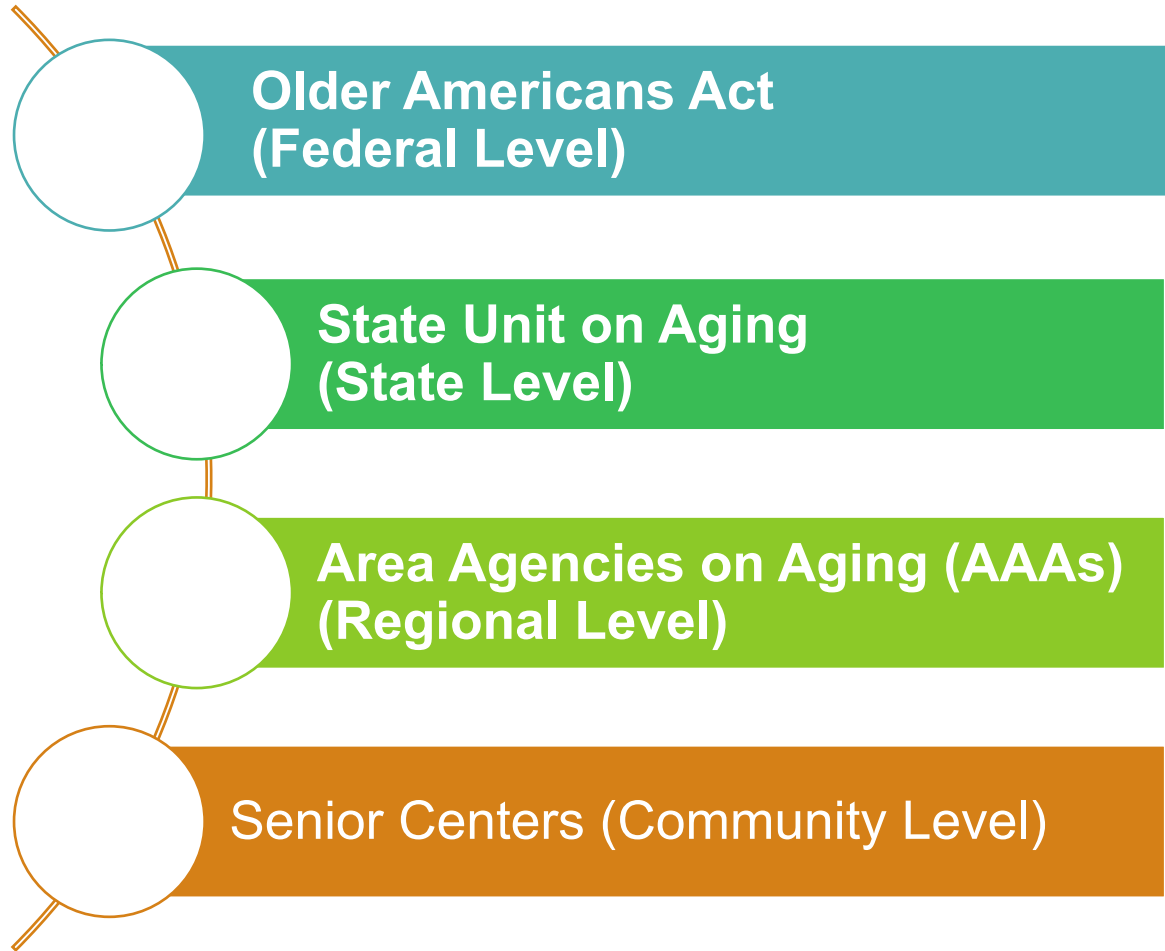 Older Americans Act
(Federal Level)
State Unit on Aging
(State Level)
Area Agencies on Aging (AAAs)
(Regional Level)
Senior Centers (Community Level)